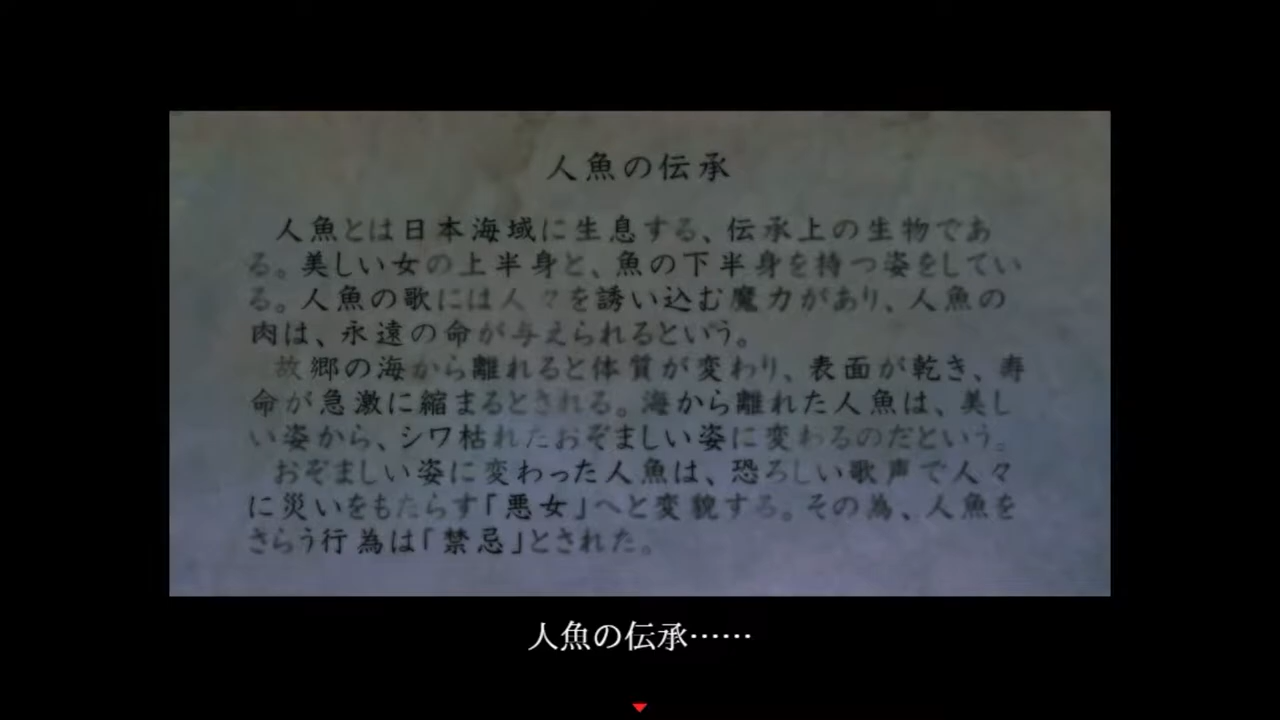 人魚の伝承
人魚とは日本海域に生息する、伝承上の生物であ
る。美しい女の上半身と、魚の下半身を持つ姿をしてい
る。人魚の歌には人々を誘い込む魔力があり、人魚の
肉は、永遠の命が与えられるという。
故郷の海から離れると体質が変わり、表面が乾き、寿
命が急激に縮まるとされる。海から離れた人魚は、美し
い姿から、シワ枯れたおぞましい姿に変わるのだという。
おぞましい姿に変わった人魚は、恐ろしい歌声で人々
に災いをもたらす「悪女」へと変貌する。その為、人魚を
さらう行為は「禁忌」とされた。
人魚の伝承……